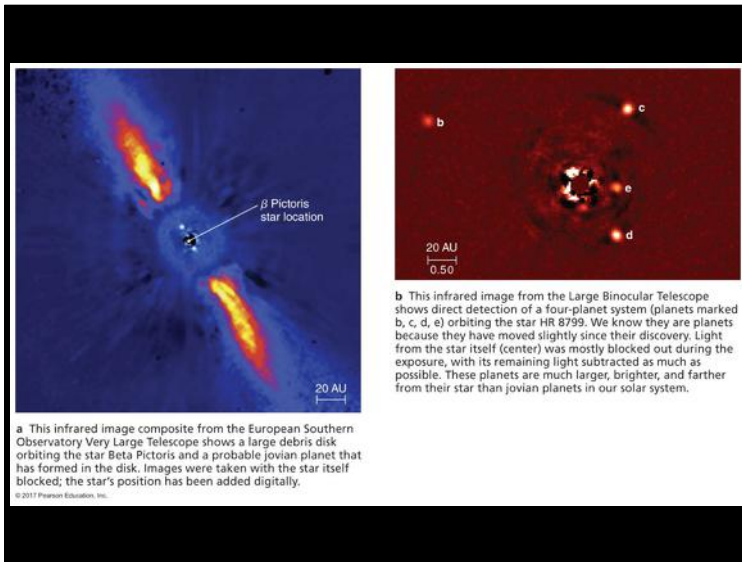 β Pictoris
star location
20 AU
a This infrared image composite from the European Southern
Observatory Very Large Telescope shows a large debris disk
orbiting the star Beta Pictoris and a probable jovian planet that
has formed in the disk. Images were taken with the star itself
blocked; the star's position has been added digitally.
© 2017 Pearson Education, Inc.
b
c
e
d
20 AU
0.50
b This infrared image from the Large Binocular Telescope
shows direct detection of a four-planet system (planets marked
b, c, d, e) orbiting the star HR 8799. We know they are planets
because they have moved slightly since their discovery. Light
from the star itself (center) was mostly blocked out during the
exposure, with its remaining light subtracted as much as
possible. These planets are much larger, brighter, and farther
from their star than jovian planets in our solar system.